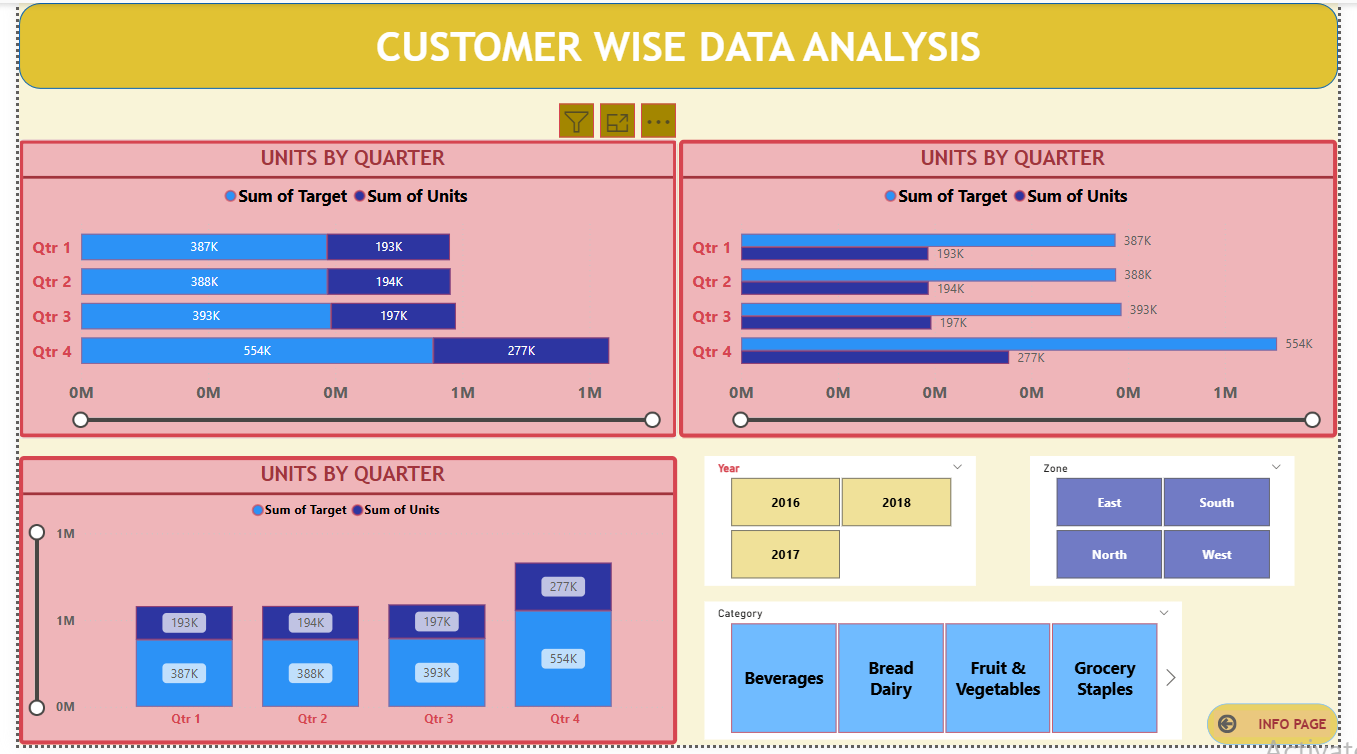 CUSTOMER WISE DATA ANALYSIS
UNITS BY QUARTER
Sum of Target Sum of Units
Qtr 1 387K 193K
Qtr 2 388K 194K
Qtr 3 393K 197K
Qtr 4 554K 277K
0M 0M 0M 1M 1M
UNITS BY QUARTER
Sum of Target Sum of Units
Qtr 1 387K
193K
Qtr 2 388K
194K
Qtr 3 393K
197K
Qtr 4 554K
277K
0M 0M 0M 0M 0M 1M
UNITS BY QUARTER
Sum of Target Sum of Units
1M
1M
0M
277K
193K 194K 197K
387K 388K 393K 554K
Qtr 1 Qtr 2 Qtr 3 Qtr 4
Year
2016 2018
2017
Zone
East South
North West
Category
Beverages
Bread
Dairy
Fruit &
Vegetables
Grocery
Staples
INFO PAGE